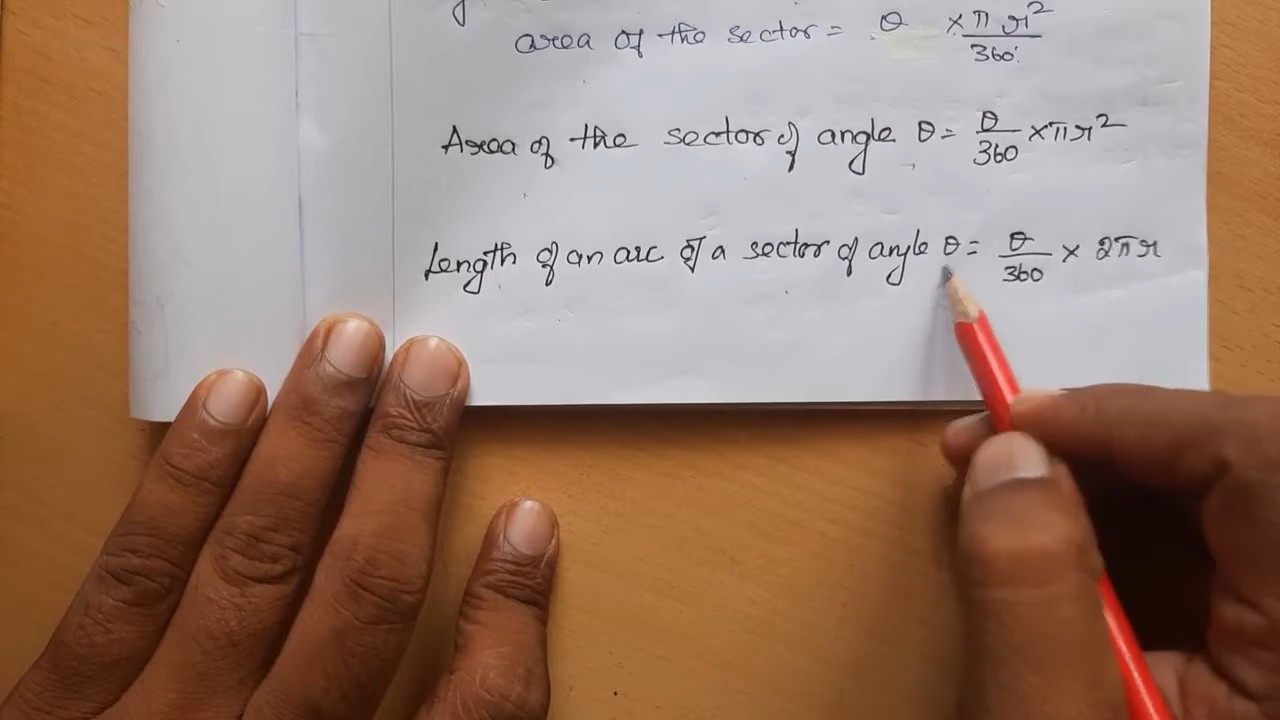 area of the sector = θ × πr²/360
Area of the sector of angle θ = θ/360 × πr²
Length of an arc of a sector of angle θ = θ/360 × 2πr